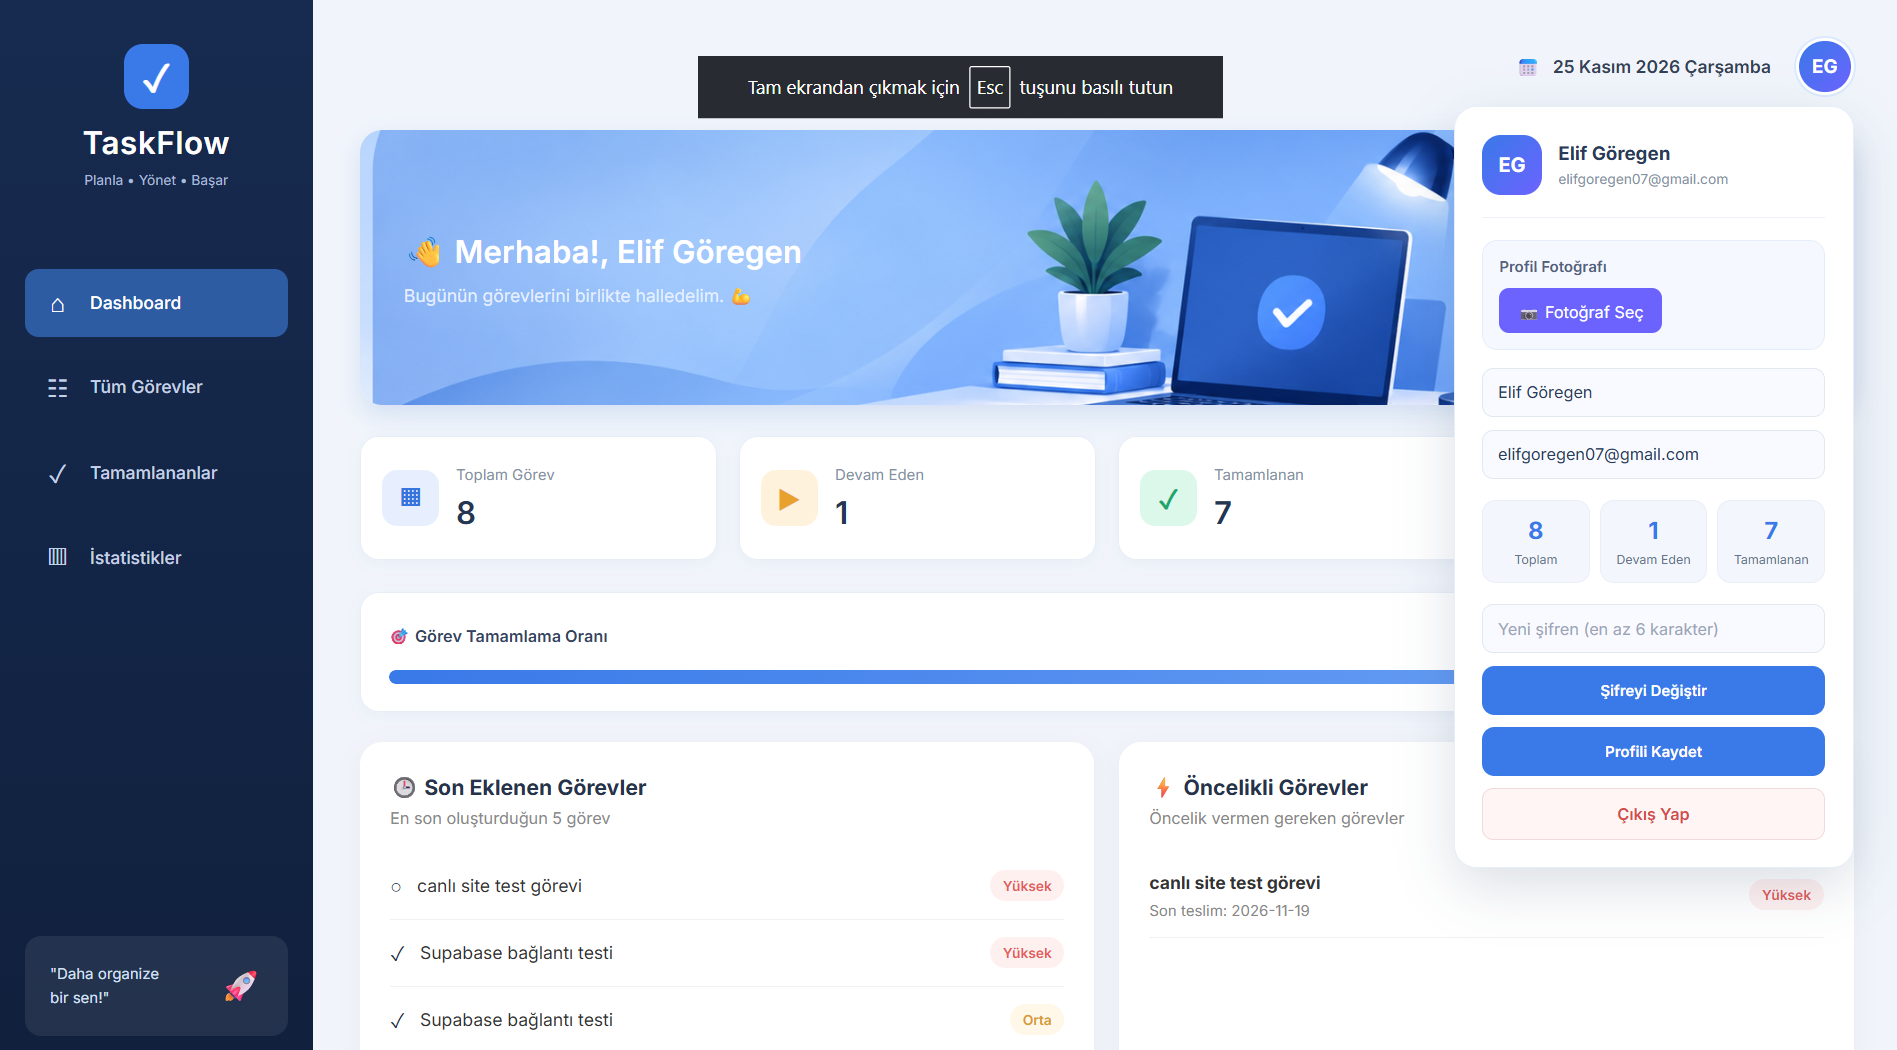 TaskFlow
Planla • Yönet • Başar
Dashboard
Tüm Görevler
Tamamlananlar
İstatistikler
"Daha organize
bir sen!"
Tam ekrandan çıkmak için Esc tuşunu basılı tutun
25 Kasım 2026 Çarşamba
EG
👋 Merhaba!, Elif Göregen
Bugünün görevlerini birlikte halledelim. 💪
Toplam Görev
8
Devam Eden
1
Tamamlanan
7
🎯 Görev Tamamlama Oranı
Son Eklenen Görevler
En son oluşturduğun 5 görev
canlı site test görevi
Yüksek
✓ Supabase bağlantı testi
Yüksek
✓ Supabase bağlantı testi
Orta
⚡ Öncelikli Görevler
Öncelik vermen gereken görevler
canlı site test görevi
Son teslim: 2026-11-19
Yüksek
EG
Elif Göregen
elifgoregen07@gmail.com
Profil Fotoğrafı
📷 Fotoğraf Seç
Elif Göregen
elifgoregen07@gmail.com
8
Toplam
1
Devam Eden
7
Tamamlanan
Yeni şifren (en az 6 karakter)
Şifreyi Değiştir
Profili Kaydet
Çıkış Yap